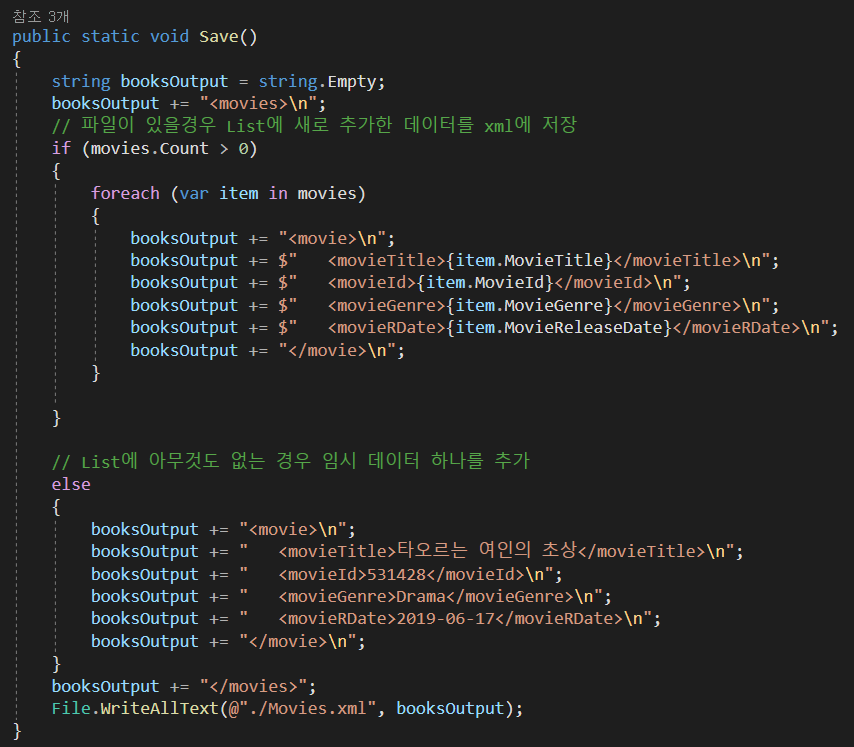 참조 3개
public static void Save()
{
    string booksOutput = string.Empty;
    booksOutput += "<movies>\n";
    // 파일이 있을경우 List에 새로 추가한 데이터를 xml에 저장
    if (movies.Count > 0)
    {
        foreach (var item in movies)
        {
            booksOutput += "<movie>\n";
            booksOutput += $"   <movieTitle>{item.MovieTitle}</movieTitle>\n";
            booksOutput += $"   <movieId>{item.MovieId}</movieId>\n";
            booksOutput += $"   <movieGenre>{item.MovieGenre}</movieGenre>\n";
            booksOutput += $"   <movieRDate>{item.MovieReleaseDate}</movieRDate>\n";
            booksOutput += "</movie>\n";
        }
    }
    // List에 아무것도 없는 경우 임시 데이터 하나를 추가
    else
    {
        booksOutput += "<movie>\n";
        booksOutput += "   <movieTitle>타오르는 여인의 초상</movieTitle>\n";
        booksOutput += "   <movieId>531428</movieId>\n";
        booksOutput += "   <movieGenre>Drama</movieGenre>\n";
        booksOutput += "   <movieRDate>2019-06-17</movieRDate>\n";
        booksOutput += "</movie>\n";
    }
    booksOutput += "</movies>";
    File.WriteAllText(@"./Movies.xml", booksOutput);
}